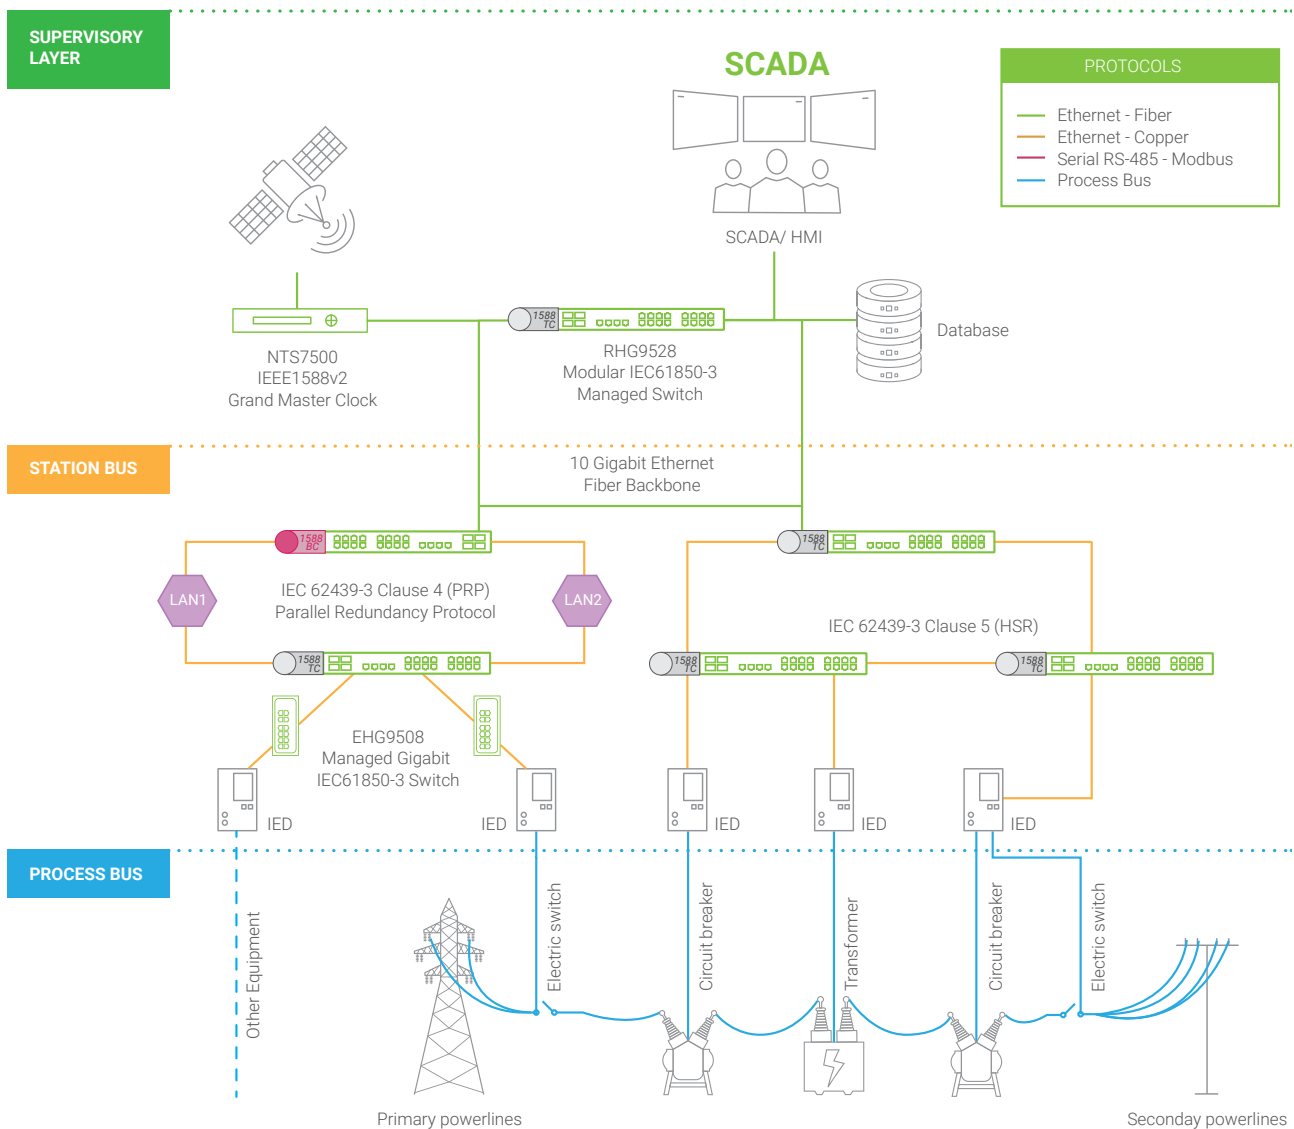 SUPERVISORY
LAYER
SCADA
SCADA/ HMI
PROTOCOLS
Ethernet - Fiber
Ethernet - Copper
Serial RS-485 - Modbus
Process Bus
NTS7500
IEEE1588v2
Grand Master Clock
1588
TC
RHG9528
Modular IEC61850-3
Managed Switch
Database
STATION BUS
10 Gigabit Ethernet
Fiber Backbone
1588
BC
1588
TC
LAN1
IEC 62439-3 Clause 4 (PRP)
Parallel Redundancy Protocol
LAN2
IEC 62439-3 Clause 5 (HSR)
1588
TC
1588
TC
1588
TC
EHG9508
Managed Gigabit
IEC61850-3 Switch
IED
IED
IED
IED
IED
PROCESS BUS
Other Equipment
Electric switch
Circuit breaker
Transformer
Circuit breaker
Electric switch
Primary powerlines
Seconday powerlines